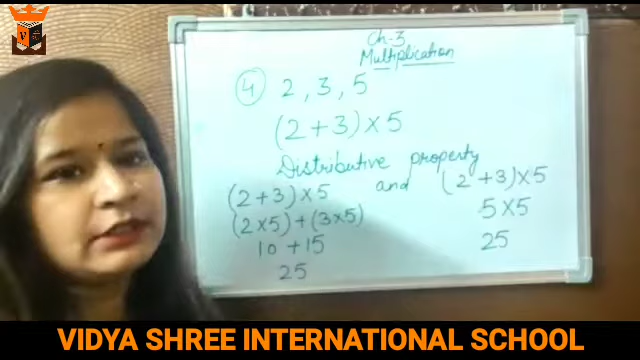 Ch-3
Multiplication
④ 2, 3, 5
(2+3)×5
Distributive property
(2+3)×5 and (2+3)×5
(2×5)+(3×5) 5×5
10 +15 25
25
VIDYA SHREE INTERNATIONAL SCHOOL